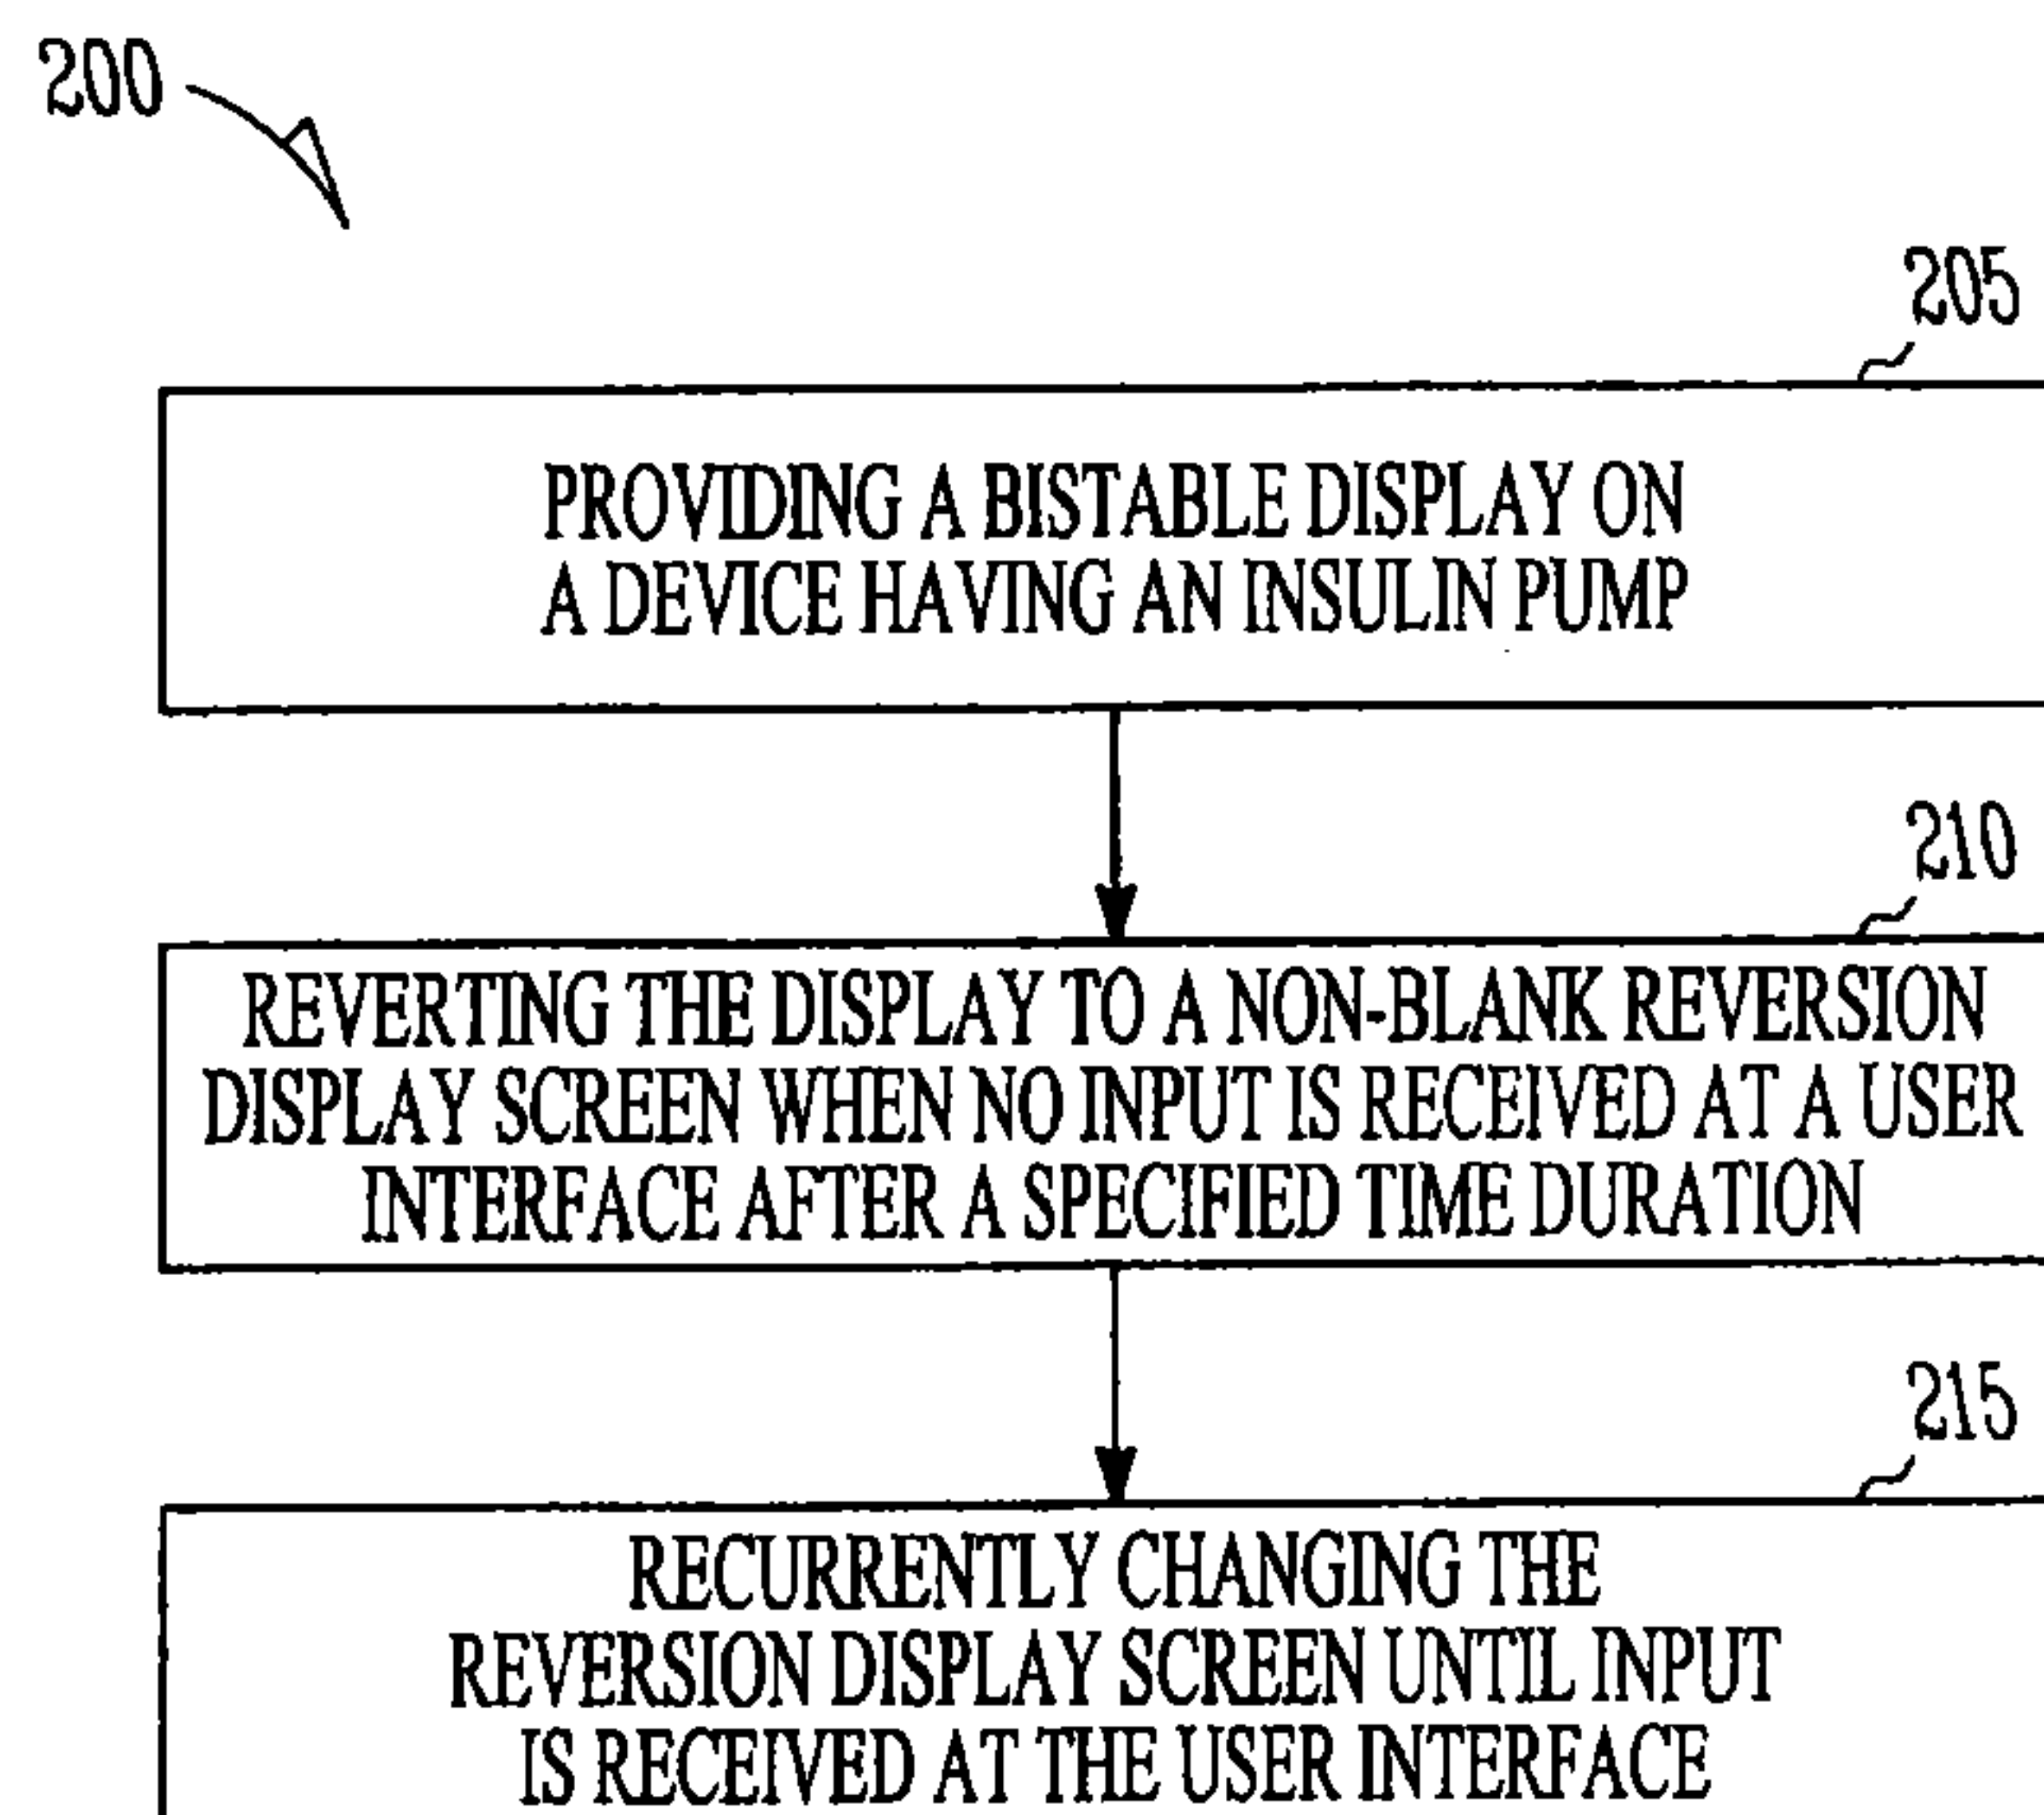 200
205
PROVIDING A BISTABLE DISPLAY ON
A DEVICE HAVING AN INSULIN PUMP
210
REVERTING THE DISPLAY TO A NON-BLANK REVERSION
DISPLAY SCREEN WHEN NO INPUT IS RECEIVED AT A USER
INTERFACE AFTER A SPECIFIED TIME DURATION
215
RECURRENTLY CHANGING THE
REVERSION DISPLAY SCREEN UNTIL INPUT
IS RECEIVED AT THE USER INTERFACE